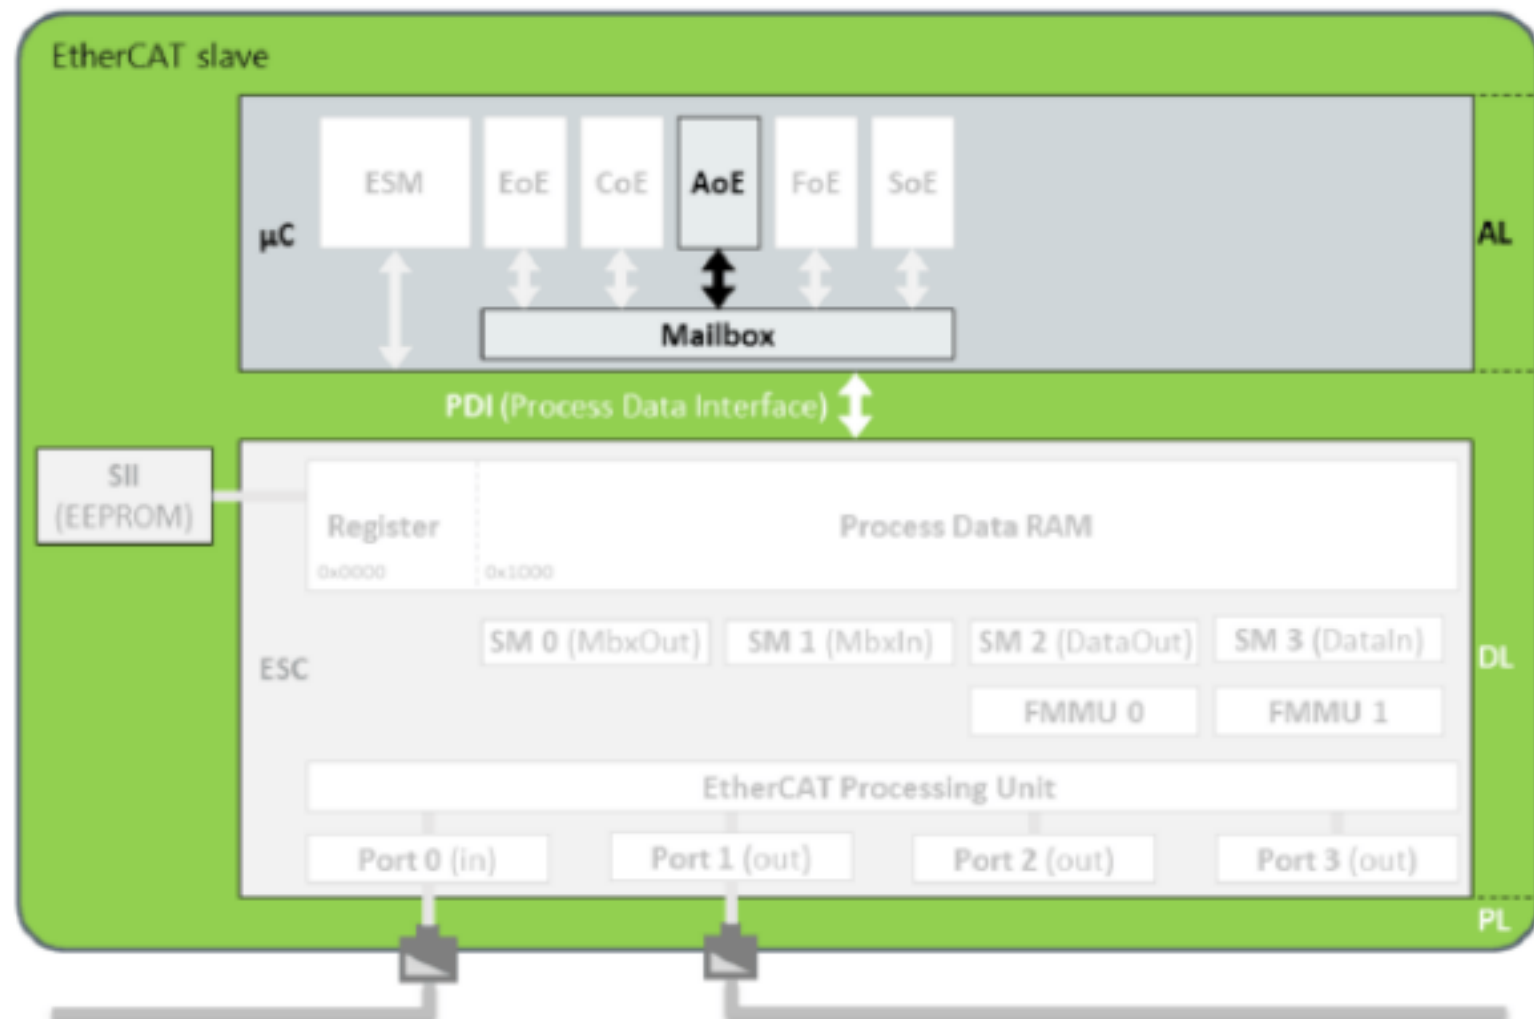 EtherCAT slave
ESM
EoE
CoE
AoE
FoE
SoE
µC
AL
Mailbox
PDI (Process Data Interface)
SII
(EEPROM)
Register
Process Data RAM
0x0000
0x1000
SM 0 (MbxOut)
SM 1 (MbxIn)
SM 2 (DataOut)
SM 3 (DataIn)
ESC
DL
FMMU 0
FMMU 1
EtherCAT Processing Unit
Port 0 (in)
Port 1 (out)
Port 2 (out)
Port 3 (out)
PL